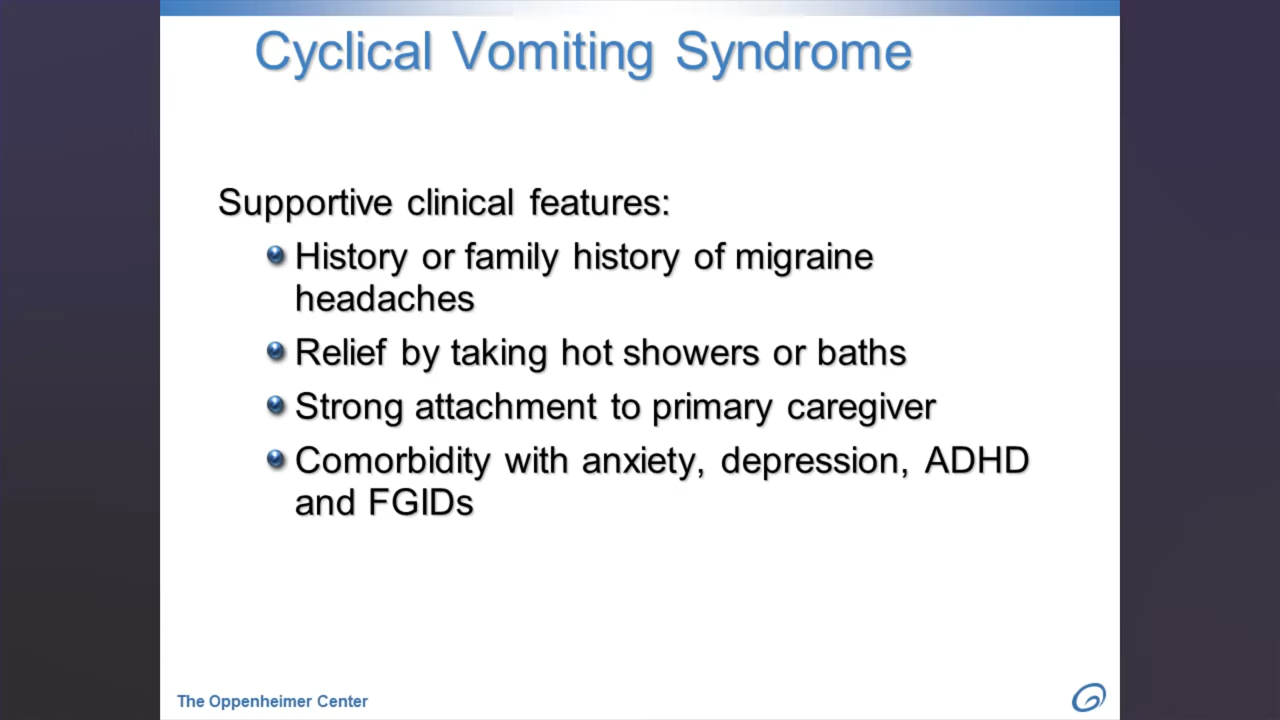 Cyclical Vomiting Syndrome
Supportive clinical features:
History or family history of migraine
headaches
Relief by taking hot showers or baths
Strong attachment to primary caregiver
Comorbidity with anxiety, depression, ADHD
and FGIDs
The Oppenheimer Center